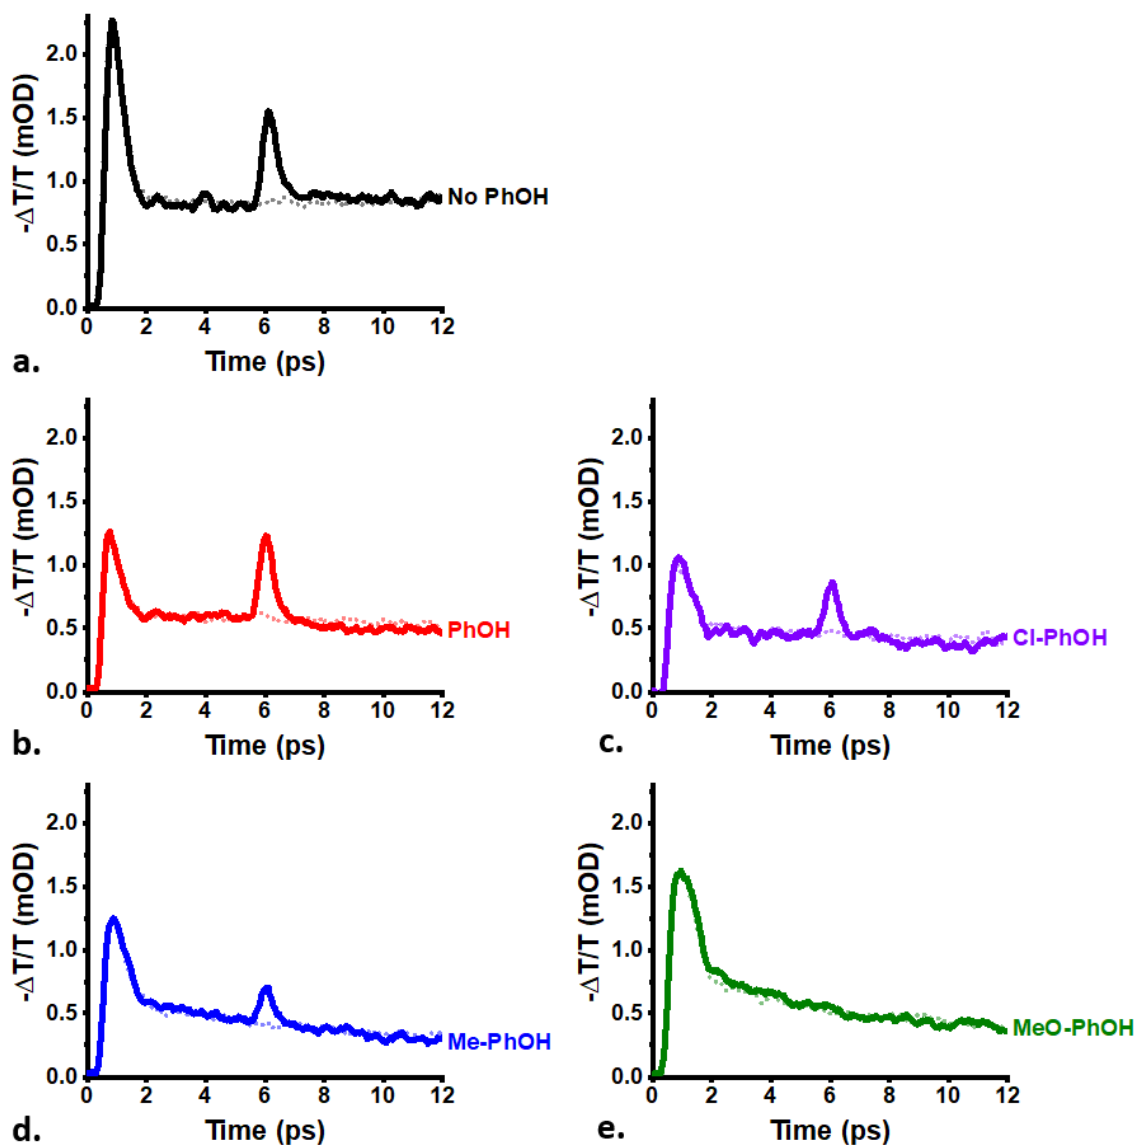 -ΔT/T (mOD)
2.0
1.5
1.0
0.5
0.0
No PhOH
0 2 4 6 8 10 12
a. Time (ps)
-ΔT/T (mOD)
2.0
1.5
1.0
0.5
0.0
PhOH
0 2 4 6 8 10 12
b. Time (ps)
-ΔT/T (mOD)
2.0
1.5
1.0
0.5
0.0
Cl-PhOH
0 2 4 6 8 10 12
c. Time (ps)
-ΔT/T (mOD)
2.0
1.5
1.0
0.5
0.0
Me-PhOH
0 2 4 6 8 10 12
d. Time (ps)
-ΔT/T (mOD)
2.0
1.5
1.0
0.5
0.0
MeO-PhOH
0 2 4 6 8 10 12
e. Time (ps)